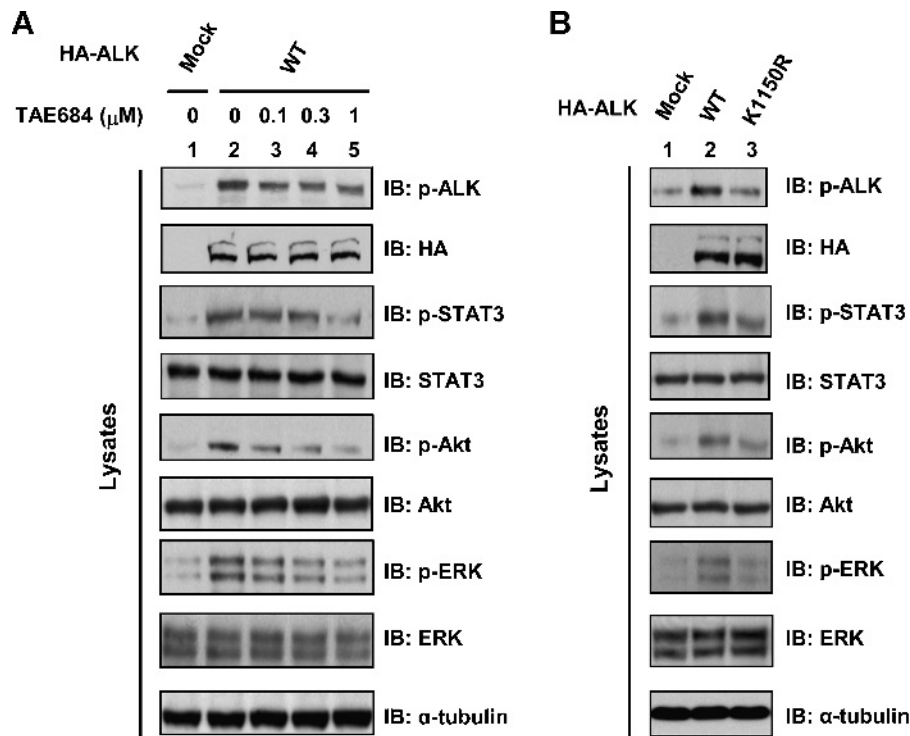 A
HA-ALK Mock WT
TAE684 (μM) 0 0 0.1 0.3 1
1 2 3 4 5
Lysates
IB: p-ALK
IB: HA
IB: p-STAT3
IB: STAT3
IB: p-Akt
IB: Akt
IB: p-ERK
IB: ERK
IB: α-tubulin
B
HA-ALK Mock WT K1150R
1 2 3
Lysates
IB: p-ALK
IB: HA
IB: p-STAT3
IB: STAT3
IB: p-Akt
IB: Akt
IB: p-ERK
IB: ERK
IB: α-tubulin